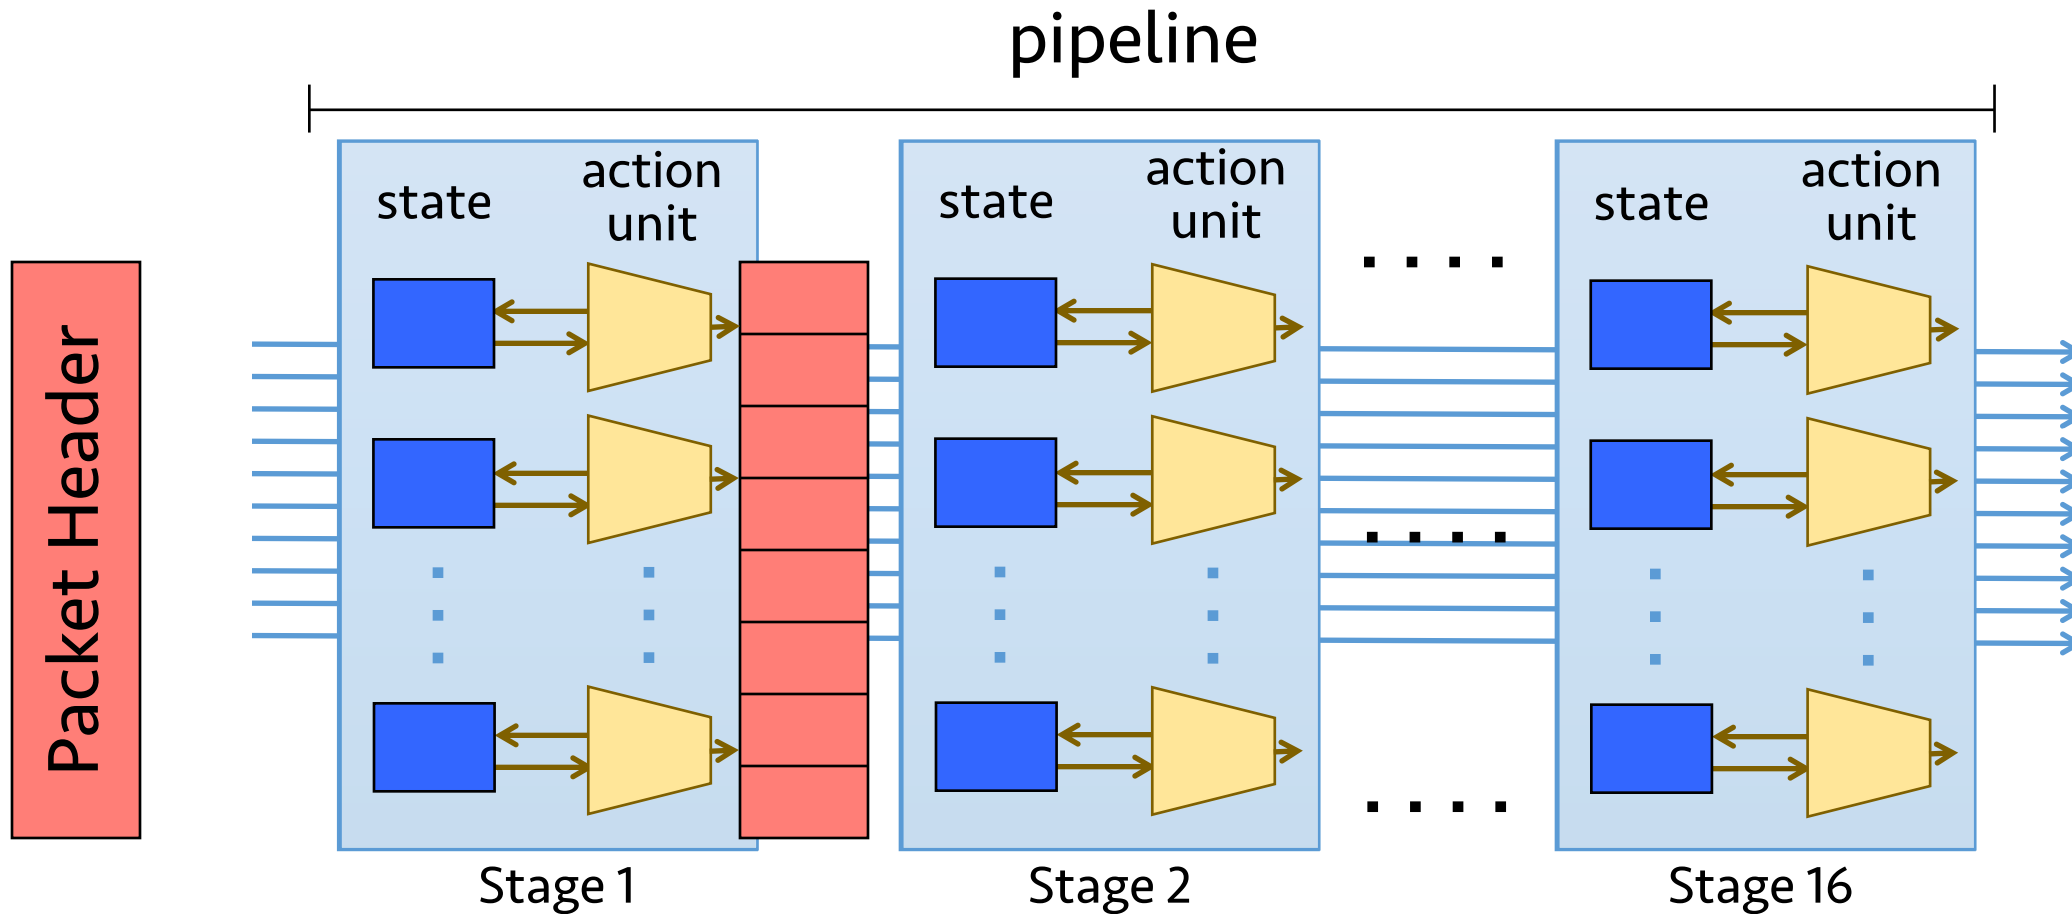 pipeline
Packet Header
state
action
unit
Stage 1
state
action
unit
Stage 2
state
action
unit
Stage 16